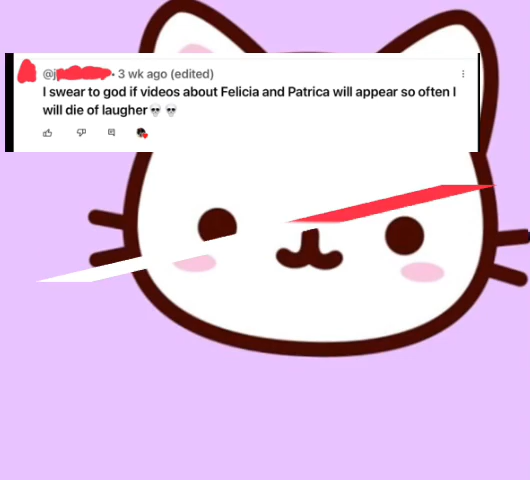 @j · 3 wk ago (edited)
I swear to god if videos about Felicia and Patrica will appear so often I
will die of laugher💀 💀